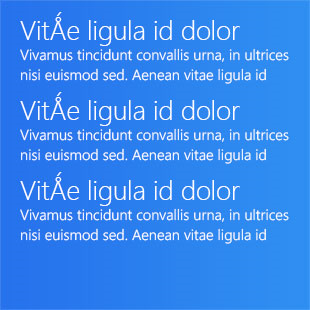 VitǺe ligula id dolor
Vivamus tincidunt convallis urna, in ultrices
nisi euismod sed. Aenean vitae ligula id
VitǺe ligula id dolor
Vivamus tincidunt convallis urna, in ultrices
nisi euismod sed. Aenean vitae ligula id
VitǺe ligula id dolor
Vivamus tincidunt convallis urna, in ultrices
nisi euismod sed. Aenean vitae ligula id